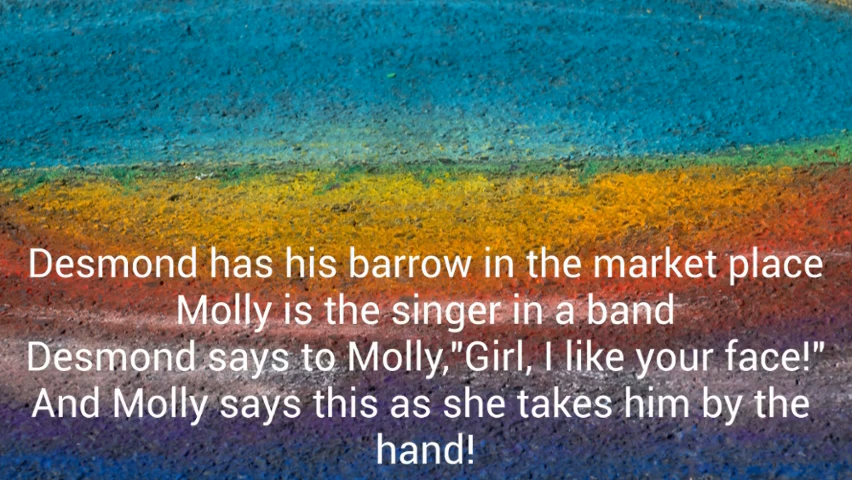 Desmond has his barrow in the market place
Molly is the singer in a band
Desmond says to Molly,"Girl, I like your face!"
And Molly says this as she takes him by the
hand!